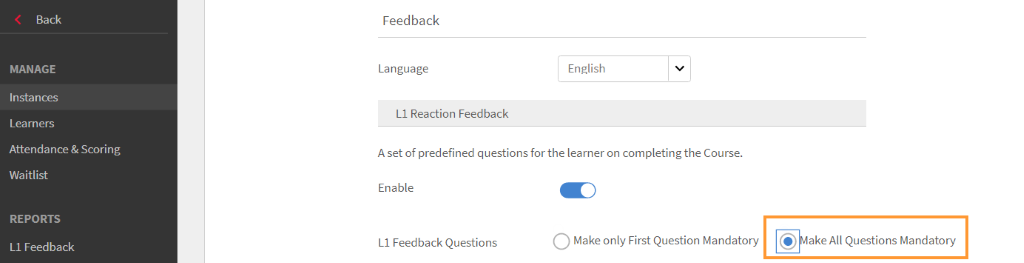 Back
MANAGE
Instances
Learners
Attendance & Scoring
Waitlist
REPORTS
L1 Feedback
Feedback
Language English
L1 Reaction Feedback
A set of predefined questions for the learner on completing the Course.
Enable
L1 Feedback Questions Make only First Question Mandatory Make All Questions Mandatory